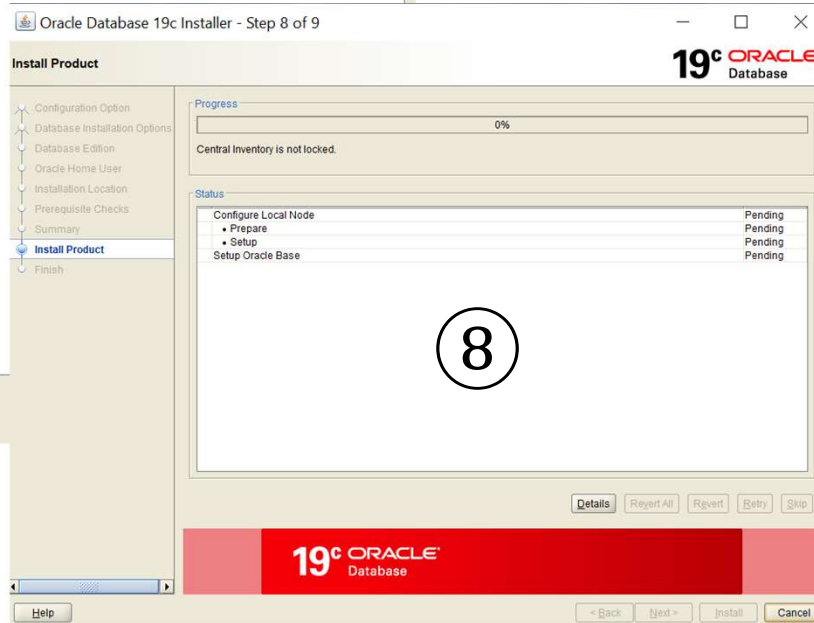 Oracle Database 19c Installer - Step 8 of 9
Install Product
19c ORACLE
Database
Configuration Option
Database Installation Options
Database Edition
Oracle Home User
Installation Location
Prerequisite Checks
Summary
Install Product
Finish
Progress
0%
Central Inventory is not locked.
Status
Configure Local Node Pending
• Prepare Pending
• Setup Pending
Setup Oracle Base Pending
⑧
Details Revert All Revert Retry Skip
19c ORACLE
Database
Help < Back Next > Install Cancel